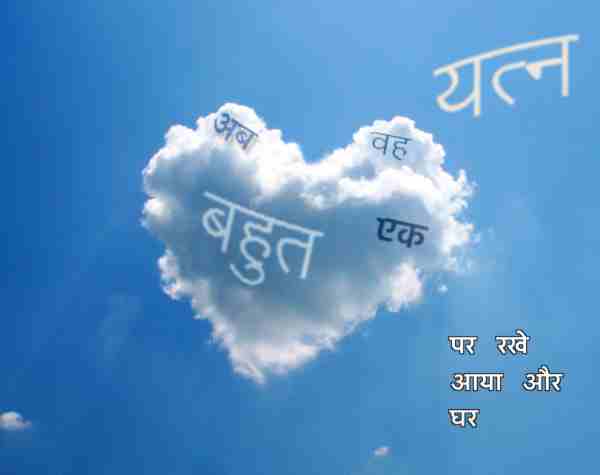 यत्न
अब
वह
बहुत
एक
पर रखे
आया और
घर